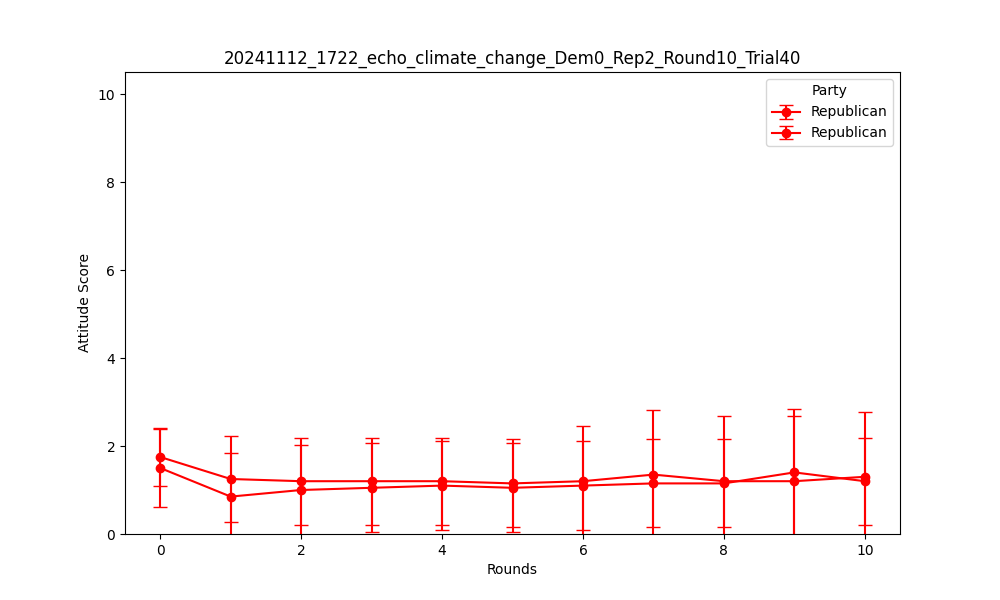 20241112_1722_echo_climate_change_Dem0_Rep2_Round10_Trial40
Party
Republican
Republican
Attitude Score
10
8
6
4
2
0
0 2 4 6 8 10
Rounds